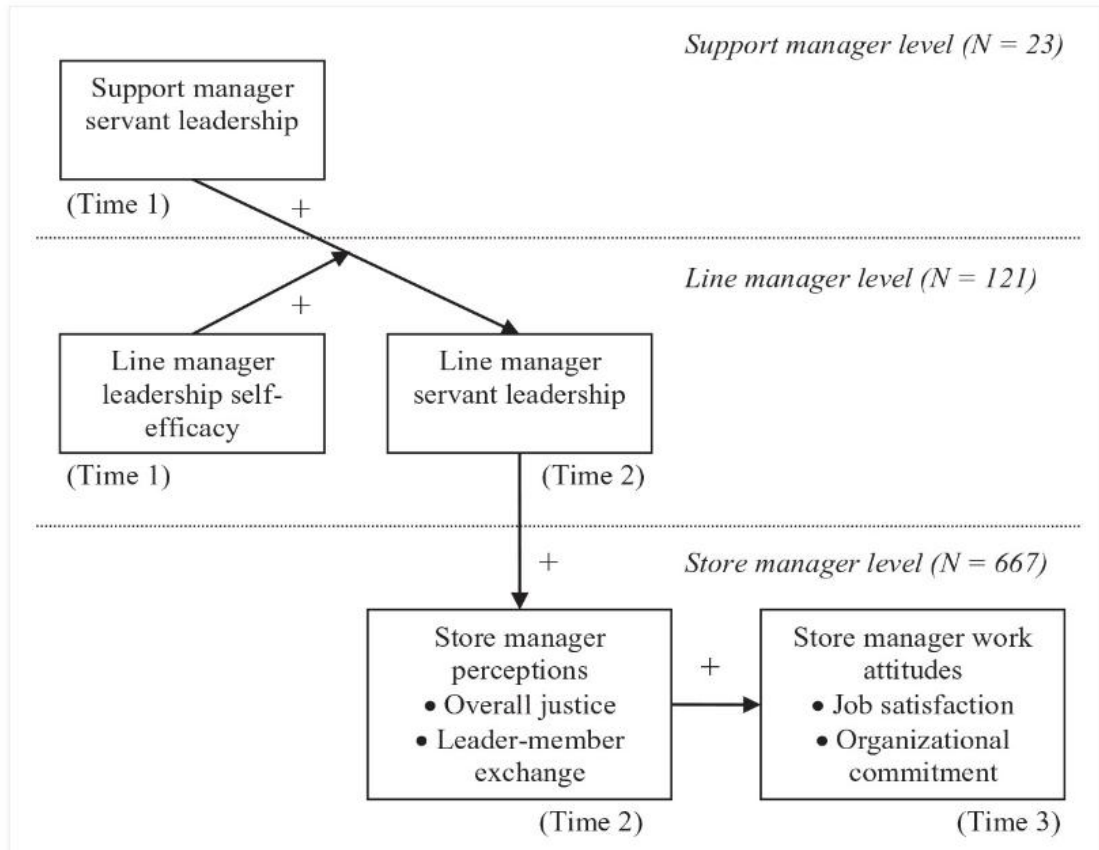 Support manager level (N = 23)
Support manager
servant leadership
(Time 1)
+
Line manager level (N = 121)
+
Line manager
leadership self-
efficacy
(Time 1)
Line manager
servant leadership
(Time 2)
+
Store manager level (N = 667)
Store manager
perceptions
• Overall justice
• Leader-member
exchange
(Time 2)
+
Store manager work
attitudes
• Job satisfaction
• Organizational
commitment
(Time 3)